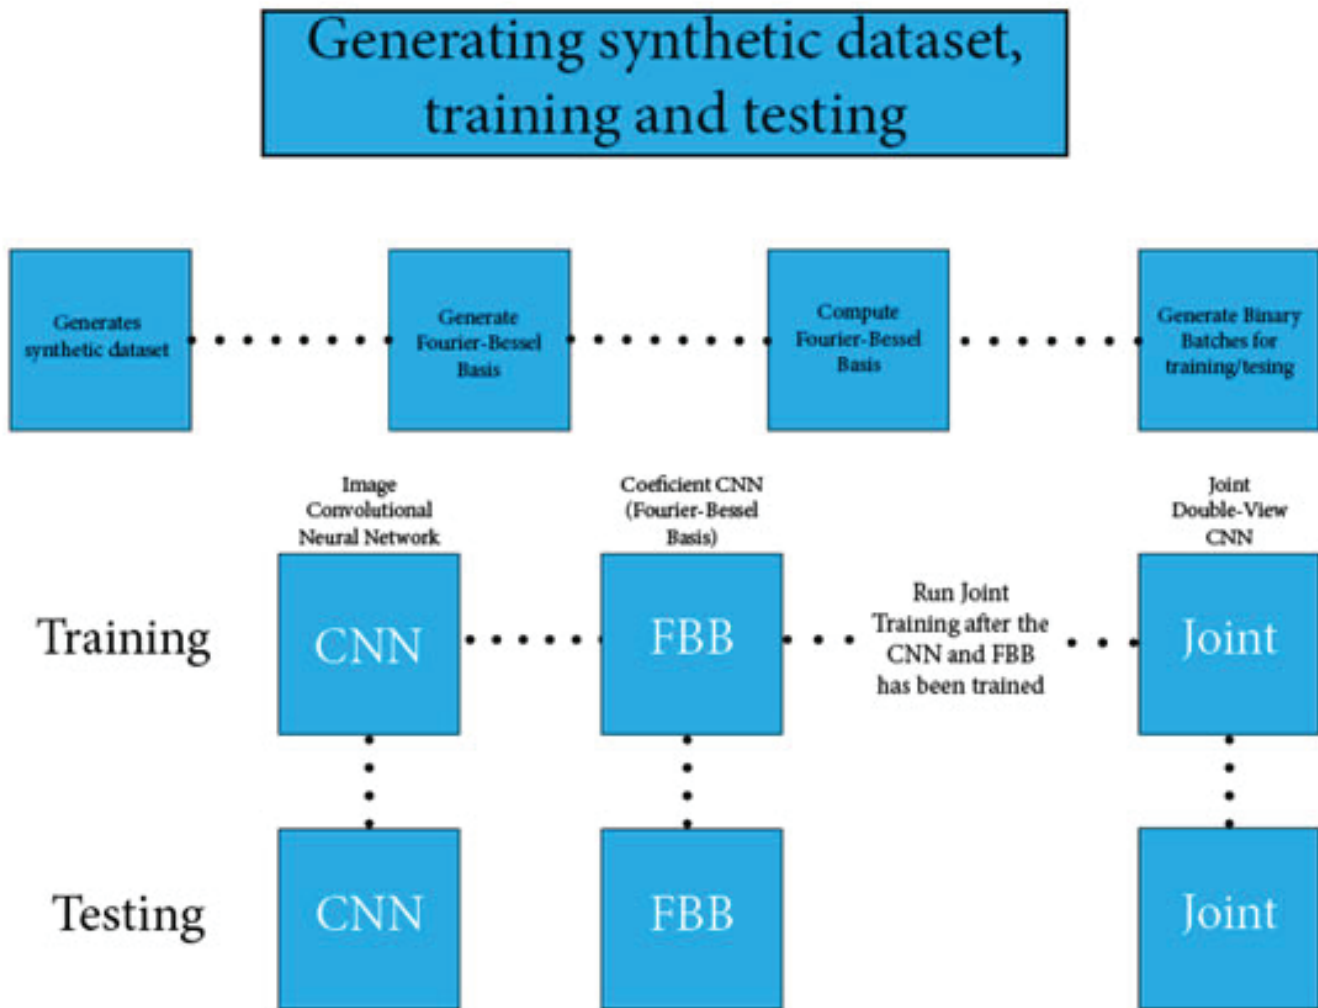 Generating synthetic dataset,
training and testing
Generates
synthetic dataset
Generate
Fourier-Bessel
Basis
Compute
Fourier-Bessel
Basis
Generate Binary
Batches for
training/tesing
Image
Convolutional
Neural Network
Coeficient CNN
(Fourier-Bessel
Basis)
Joint
Double-View
CNN
Training
CNN
FBB
Run Joint
Training after the
CNN and FBB
has been trained
Joint
Testing
CNN
FBB
Joint